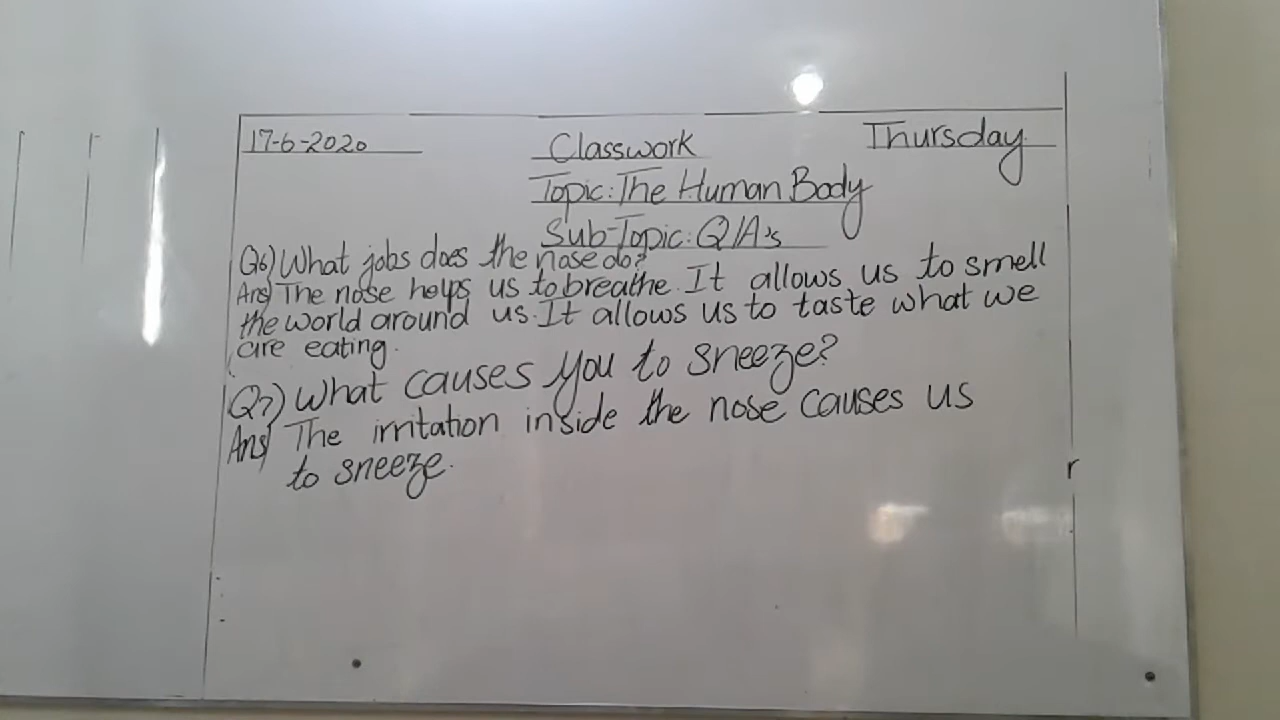 17-6-2020 Classwork Thursday
Topic: The Human Body
Sub-Topic: Q/A's
Q6) What jobs does the nose do?
Ans) The nose helps us to breathe. It allows us to smell
the world around us. It allows us to taste what we
are eating.
Q7) What causes you to sneeze?
Ans) The irritation inside the nose causes us
to sneeze.